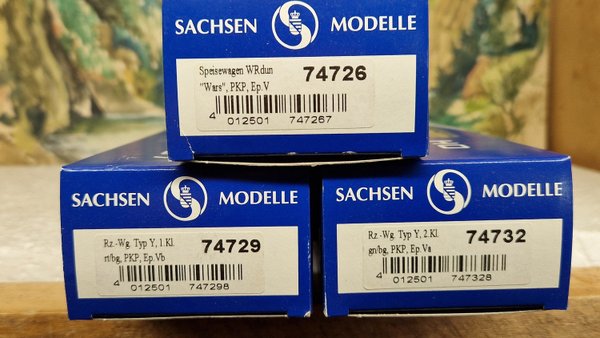 SACHSEN MODELLE
Speisewagen WRdun
"Wars", PKP, Ep.V
74726
4 012501 747267
SACHSEN MODELLE
Rz.-Wg. Typ Y, 1.Kl.
rt/bg, PKP, Ep.Vb
74729
4 012501 747298
SACHSEN MODELLE
Rz.-Wg. Typ Y, 2.Kl.
gn/bg, PKP, Ep.Va
74732
4 012501 747328